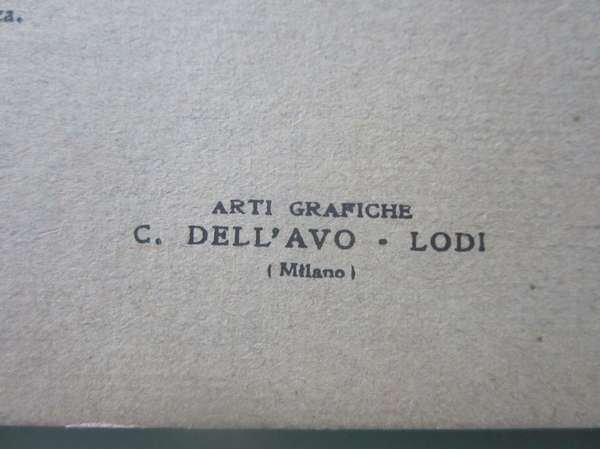 ARTI GRAFICHE
C. DELL'AVO • LODI
(Milano)